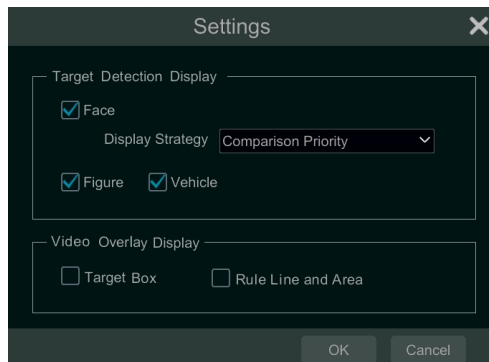 Settings
Target Detection Display
Face
Display Strategy Comparison Priority
Figure Vehicle
Video Overlay Display
Target Box Rule Line and Area
OK Cancel